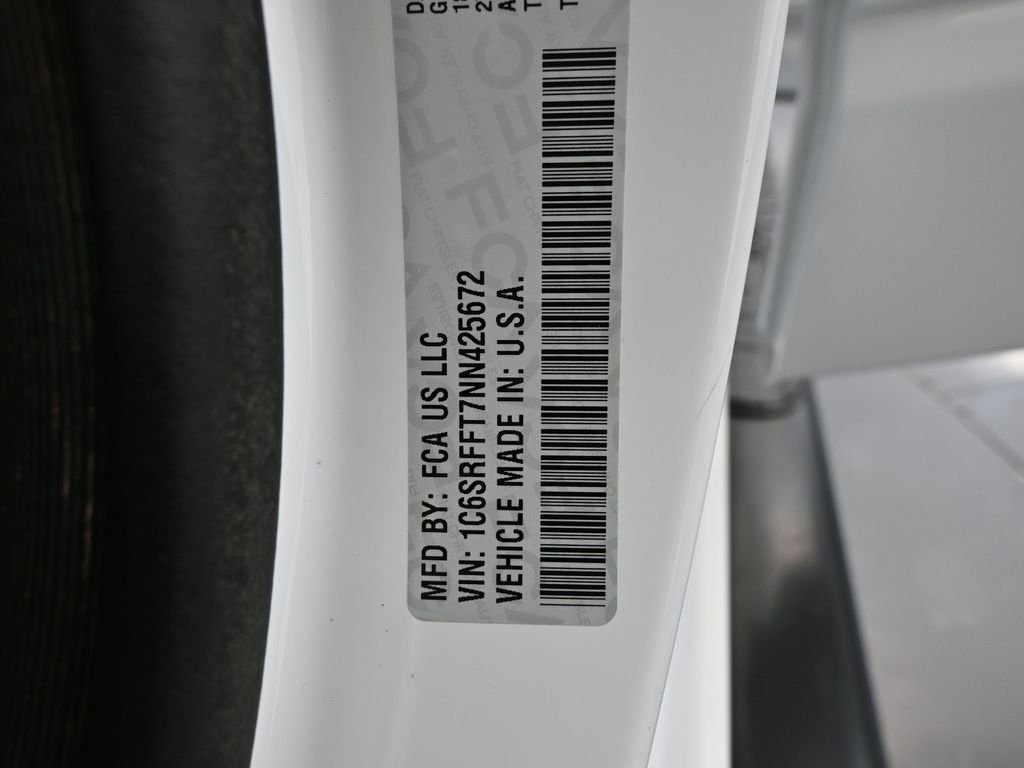 MFD BY: FCA US LLC
VIN: 1C6SRFFT7NN425672
VEHICLE MADE IN: U.S.A.